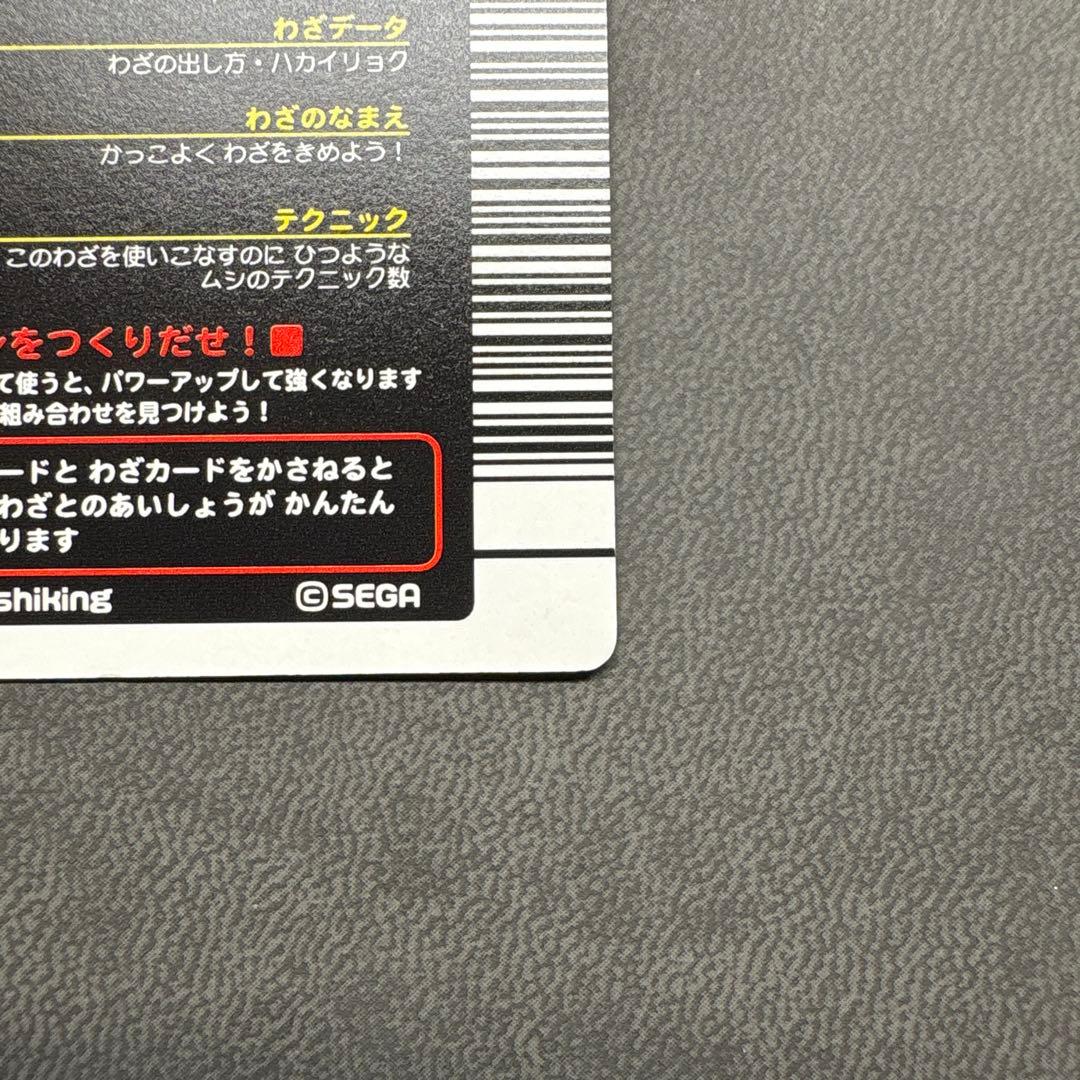 わざデータ
わざの出し方・ハカイリョク
わざのなまえ
かっこよく わざをきめよう！
テクニック
このわざを使いこなすのに ひつような
ムシのテクニック数
をつくりだせ！
て使うと、パワーアップして強くなります
組み合わせを見つけよう！
ードと わざカードをかさねると
わざとのあいしょうが かんたん
ります
shiking
©SEGA